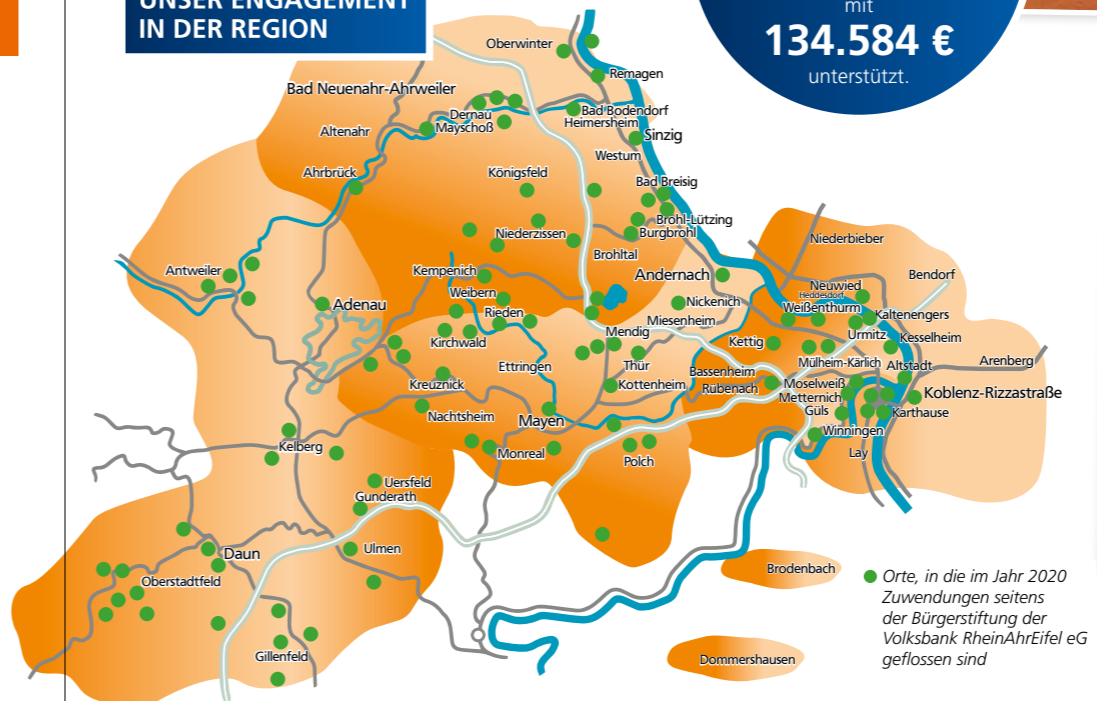 UNSER ENGAGEMENT
IN DER REGION
mit
134.584 €
unterstützt.
Oberwinter
Remagen
Bad Neuenahr-Ahrweiler
Bad Bodendorf
Dernau
Heimersheim
Mayschoß
Altenahr
Sinzig
Westum
Ahrbrück
Königsfeld
Bad Breisig
Brohl-Lützing
Burgbrohl
Niederzissen
Niederbieber
Brohltal
Antweiler
Kempenich
Andernach
Bendorf
Neuwied
Heddesdorf
Weibern
Adenau
Nickenich
Weißenthurm
Rieden
Kaltenengers
Miesenheim
Mendig
Urmitz
Kesselheim
Kirchwald
Kettig
Arenberg
Ettringen
Thür
Mülheim-Kärlich
Altstadt
Bassenheim
Kreuznick
Kottenheim
Rubenach
Moselweiß
Koblenz-Rizzastraße
Metternich
Nachtsheim
Mayen
Güls
Karthause
Winningen
Kelberg
Monreal
Polch
Lay
Uersfeld
Gunderath
Daun
Ulmen
Brodenbach
Oberstadtfeld
Gillenfeld
Dommershausen
Orte, in die im Jahr 2020
Zuwendungen seitens
der Bürgerstiftung der
Volksbank RheinAhrEifel eG
geflossen sind